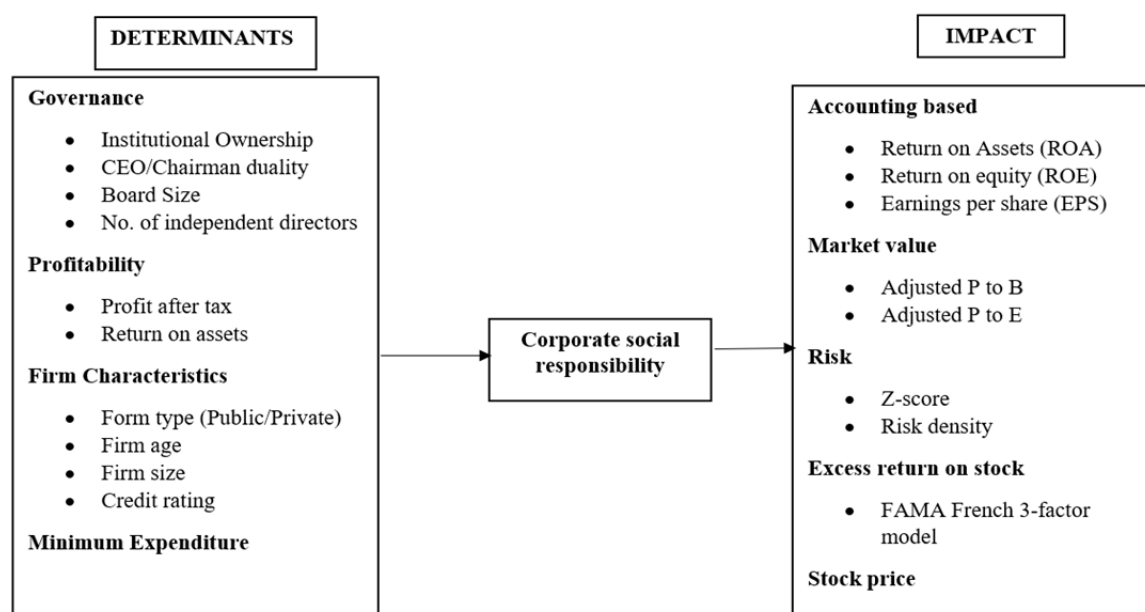 DETERMINANTS
Governance
• Institutional Ownership
• CEO/Chairman duality
• Board Size
• No. of independent directors
Profitability
• Profit after tax
• Return on assets
Firm Characteristics
• Form type (Public/Private)
• Firm age
• Firm size
• Credit rating
Minimum Expenditure
Corporate social
responsibility
IMPACT
Accounting based
• Return on Assets (ROA)
• Return on equity (ROE)
• Earnings per share (EPS)
Market value
• Adjusted P to B
• Adjusted P to E
Risk
• Z-score
• Risk density
Excess return on stock
• FAMA French 3-factor
model
Stock price